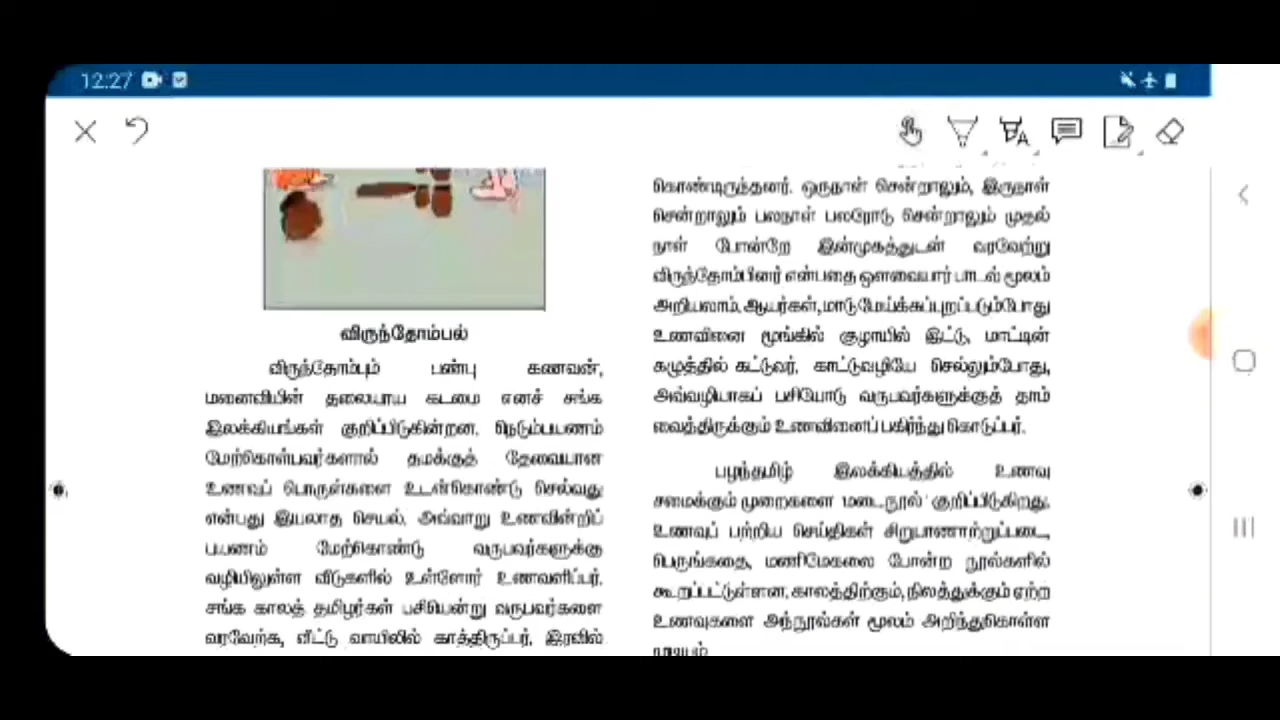 12:27
விருந்தோம்பல்
விருந்தோம்பும் பண்பு கணவன்,
மனைவியின் தலையாய கடமை எனச் சங்க
இலக்கியங்கள் குறிப்பிடுகின்றன. நெடும்பயணம்
மேற்கொள்பவர்களால் தமக்குத் தேவையான
உணவுப் பொருள்களை உடன்கொண்டு செல்வது
என்பது இயலாத செயல். அவ்வாறு உணவின்றிப்
பயணம் மேற்கொண்டு வருபவர்களுக்கு
வழியிலுள்ள வீடுகளில் உள்ளோர் உணவளிப்பர்.
சங்க காலத் தமிழர்கள் பசியென்று வருபவர்களை
வரவேற்க, வீட்டு வாயிலில் காத்திருப்பர். இரவில்
கொண்டிருந்தனர். ஒருநாள் சென்றாலும், இருநாள்
சென்றாலும் பலநாள் பலரோடு சென்றாலும் முதல்
நாள் போன்றே இன்முகத்துடன் வரவேற்று
விருந்தோம்பினர் என்பதை ஔவையார் பாடல் மூலம்
அறியலாம். ஆயர்கள், மாடு மேய்க்கப்புறப்படும்போது
உணவினை மூங்கில் குழாயில் இட்டு, மாட்டின்
கழுத்தில் கட்டுவர். காட்டுவழியே செல்லும்போது,
அவ்வழியாகப் பசியோடு வருபவர்களுக்குத் தாம்
வைத்திருக்கும் உணவினைப் பகிர்ந்து கொடுப்பர்.
பழந்தமிழ் இலக்கியத்தில் உணவு
சமைக்கும் முறைகளை மடை நூல் குறிப்பிடுகிறது.
உணவுப் பற்றிய செய்திகள் சிறுபாணாற்றுப்படை,
பெருங்கதை, மணிமேகலை போன்ற நூல்களில்
கூறப்பட்டுள்ளன. காலத்திற்கும், நிலத்துக்கும் ஏற்ற
உணவுகளை அந்நூல்கள் மூலம் அறிந்துகொள்ள
முடியும்